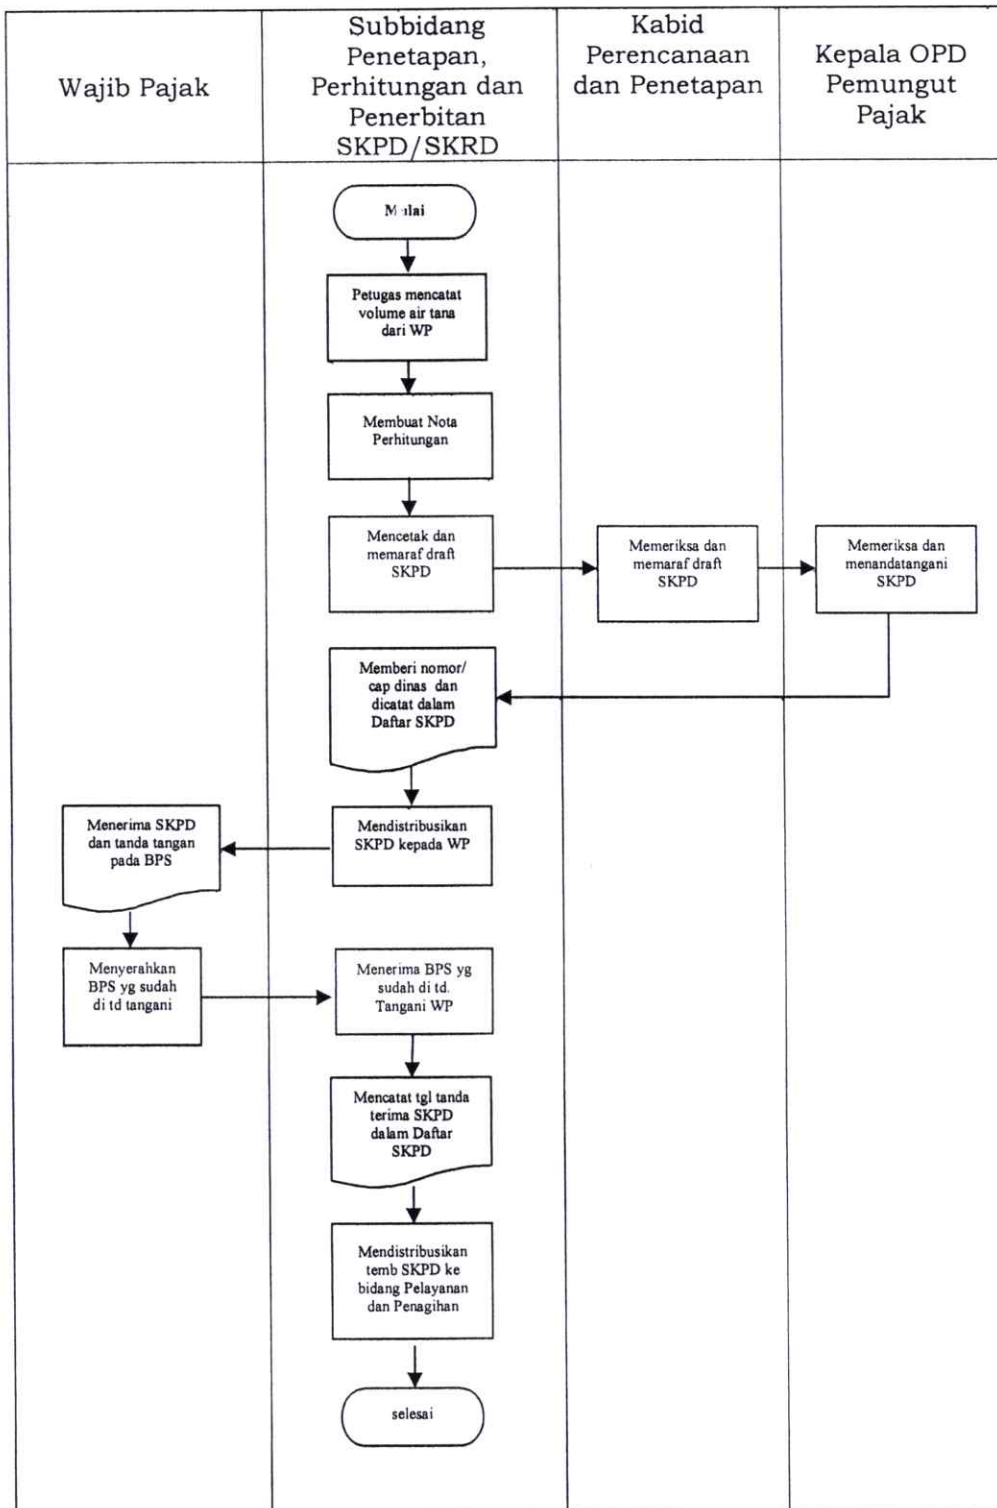 Wajib Pajak
Subbidang
Penetapan,
Perhitungan dan
Penerbitan
SKPD/SKRD
Kabid
Perencanaan
dan Penetapan
Kepala OPD
Pemungut
Pajak
Mulai
Petugas mencatat
volume air tana
dari WP
Membuat Nota
Perhitungan
Mencetak dan
memaraf draft
SKPD
Memeriksa dan
memaraf draft
SKPD
Memeriksa dan
menandatangani
SKPD
Memberi nomor/
cap dinas dan
dicatat dalam
Daftar SKPD
Mendistribusikan
SKPD kepada WP
Menerima SKPD
dan tanda tangan
pada BPS
Menyerahkan
BPS yg sudah
di td tangani
Menerima BPS yg
sudah di td.
Tangani WP
Mencatat tgl tanda
terima SKPD
dalam Daftar
SKPD
Mendistribusikan
temb SKPD ke
bidang Pelayanan
dan Penagihan
selesai